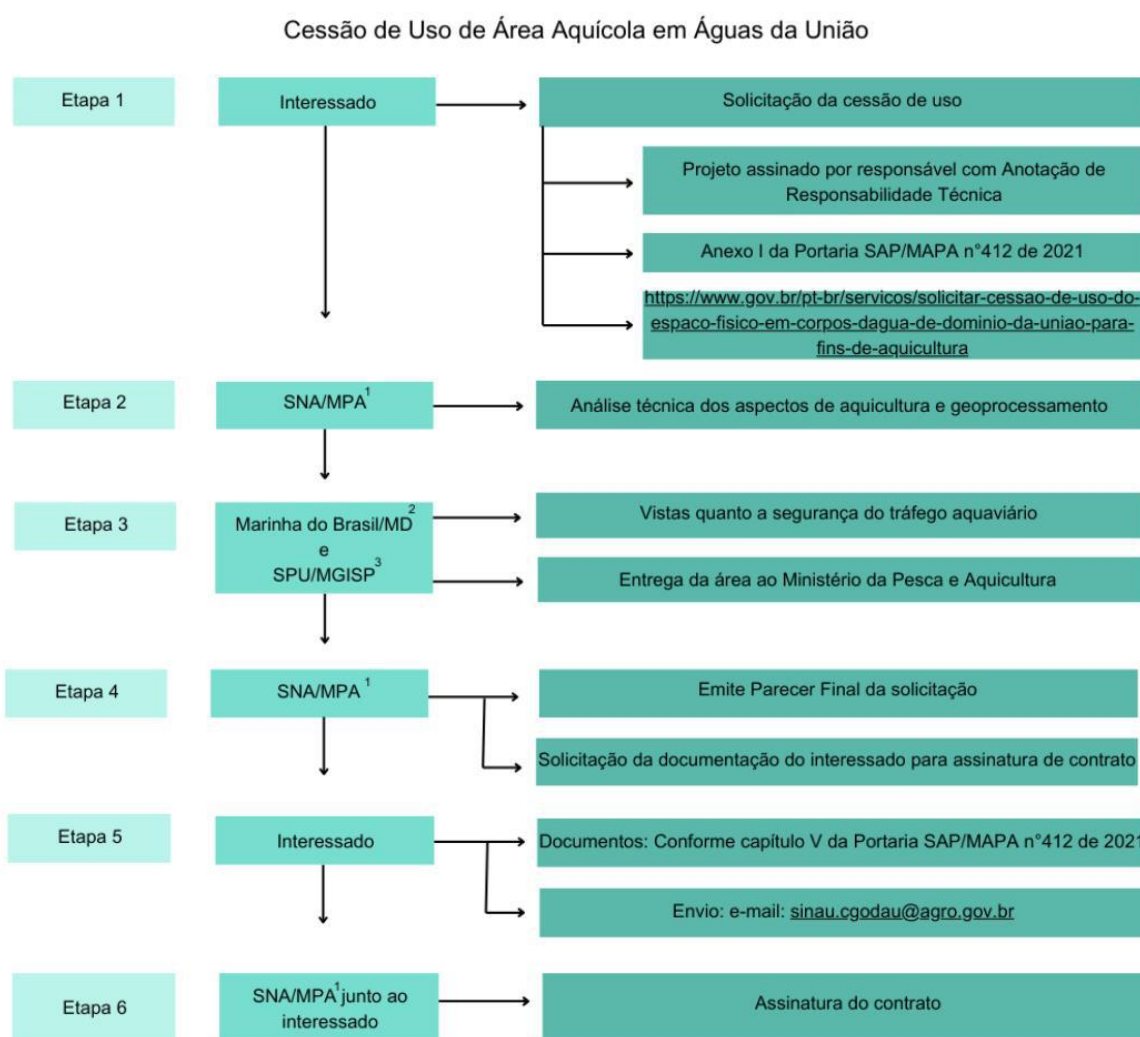 Cessão de Uso de Área Aquícola em Águas da União
Etapa 1
Interessado
Solicitação da cessão de uso
Projeto assinado por responsável com Anotação de
Responsabilidade Técnica
Anexo I da Portaria SAP/MAPA n°412 de 2021
https://www.gov.br/pt-br/servicos/solicitar-cessao-de-uso-do-
espaco-fisico-em-corpos-dagua-de-dominio-da-uniao-para-
fins-de-aquicultura
Etapa 2
SNA/MPA¹
Análise técnica dos aspectos de aquicultura e geoprocessamento
Etapa 3
Marinha do Brasil/MD²
e
SPU/MGISP³
Vistas quanto a segurança do tráfego aquaviário
Entrega da área ao Ministério da Pesca e Aquicultura
Etapa 4
SNA/MPA ¹
Emite Parecer Final da solicitação
Solicitação da documentação do interessado para assinatura de contrato
Etapa 5
Interessado
Documentos: Conforme capítulo V da Portaria SAP/MAPA n°412 de 2021
Envio: e-mail: sinau.cgodau@agro.gov.br
Etapa 6
SNA/MPA¹junto ao
interessado
Assinatura do contrato